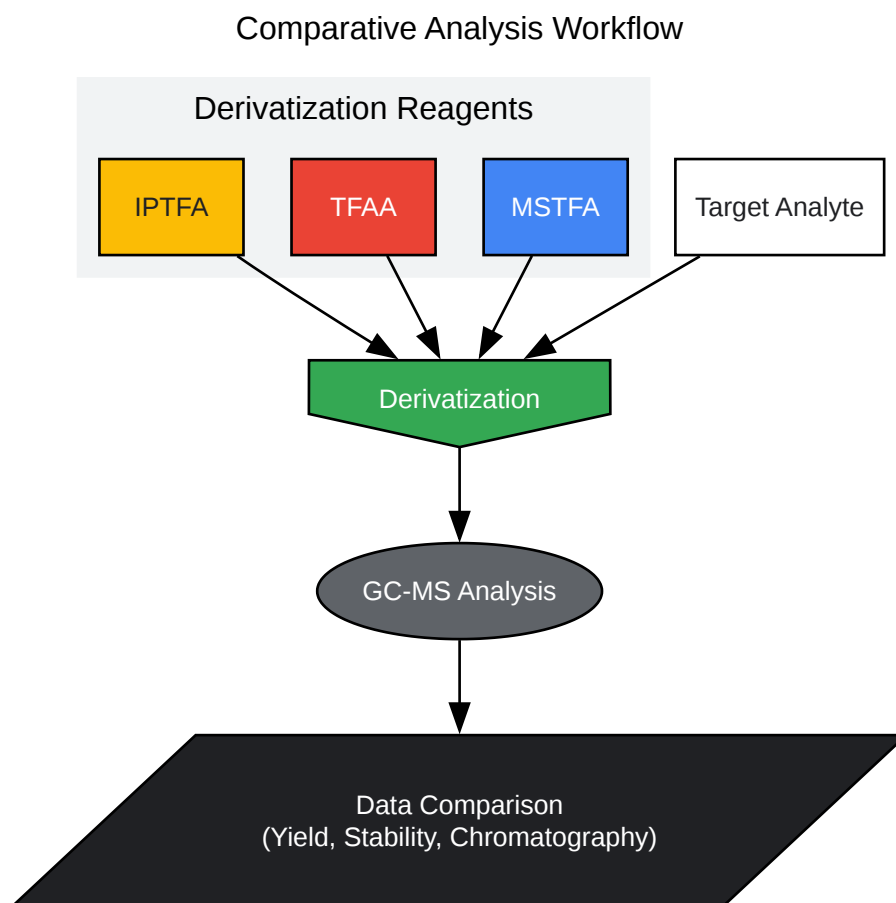 Comparative Analysis Workflow
Derivatization Reagents
IPTFA
TFAA
MSTFA
Target Analyte
Derivatization
GC-MS Analysis
Data Comparison
(Yield, Stability, Chromatography)